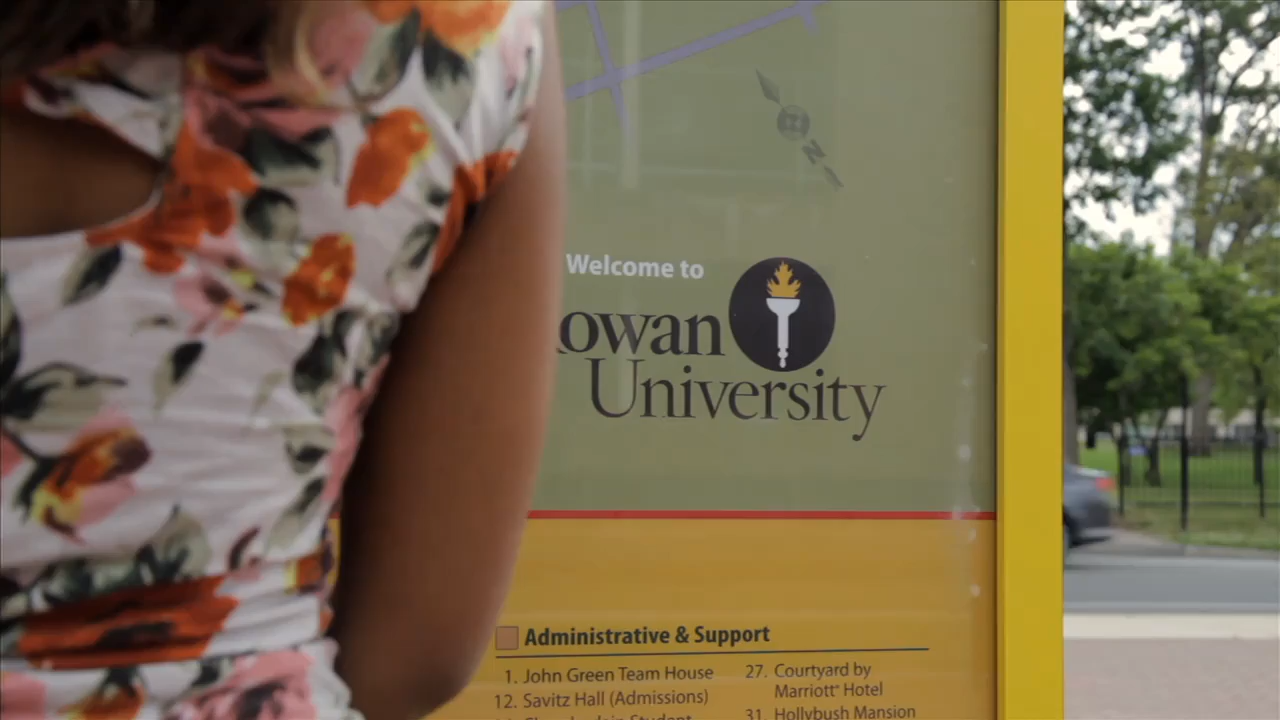 N
Welcome to
owan
University
Administrative & Support
1. John Green Team House
12. Savitz Hall (Admissions)
27. Courtyard by
Marriott® Hotel
31. Hollybush Mansion